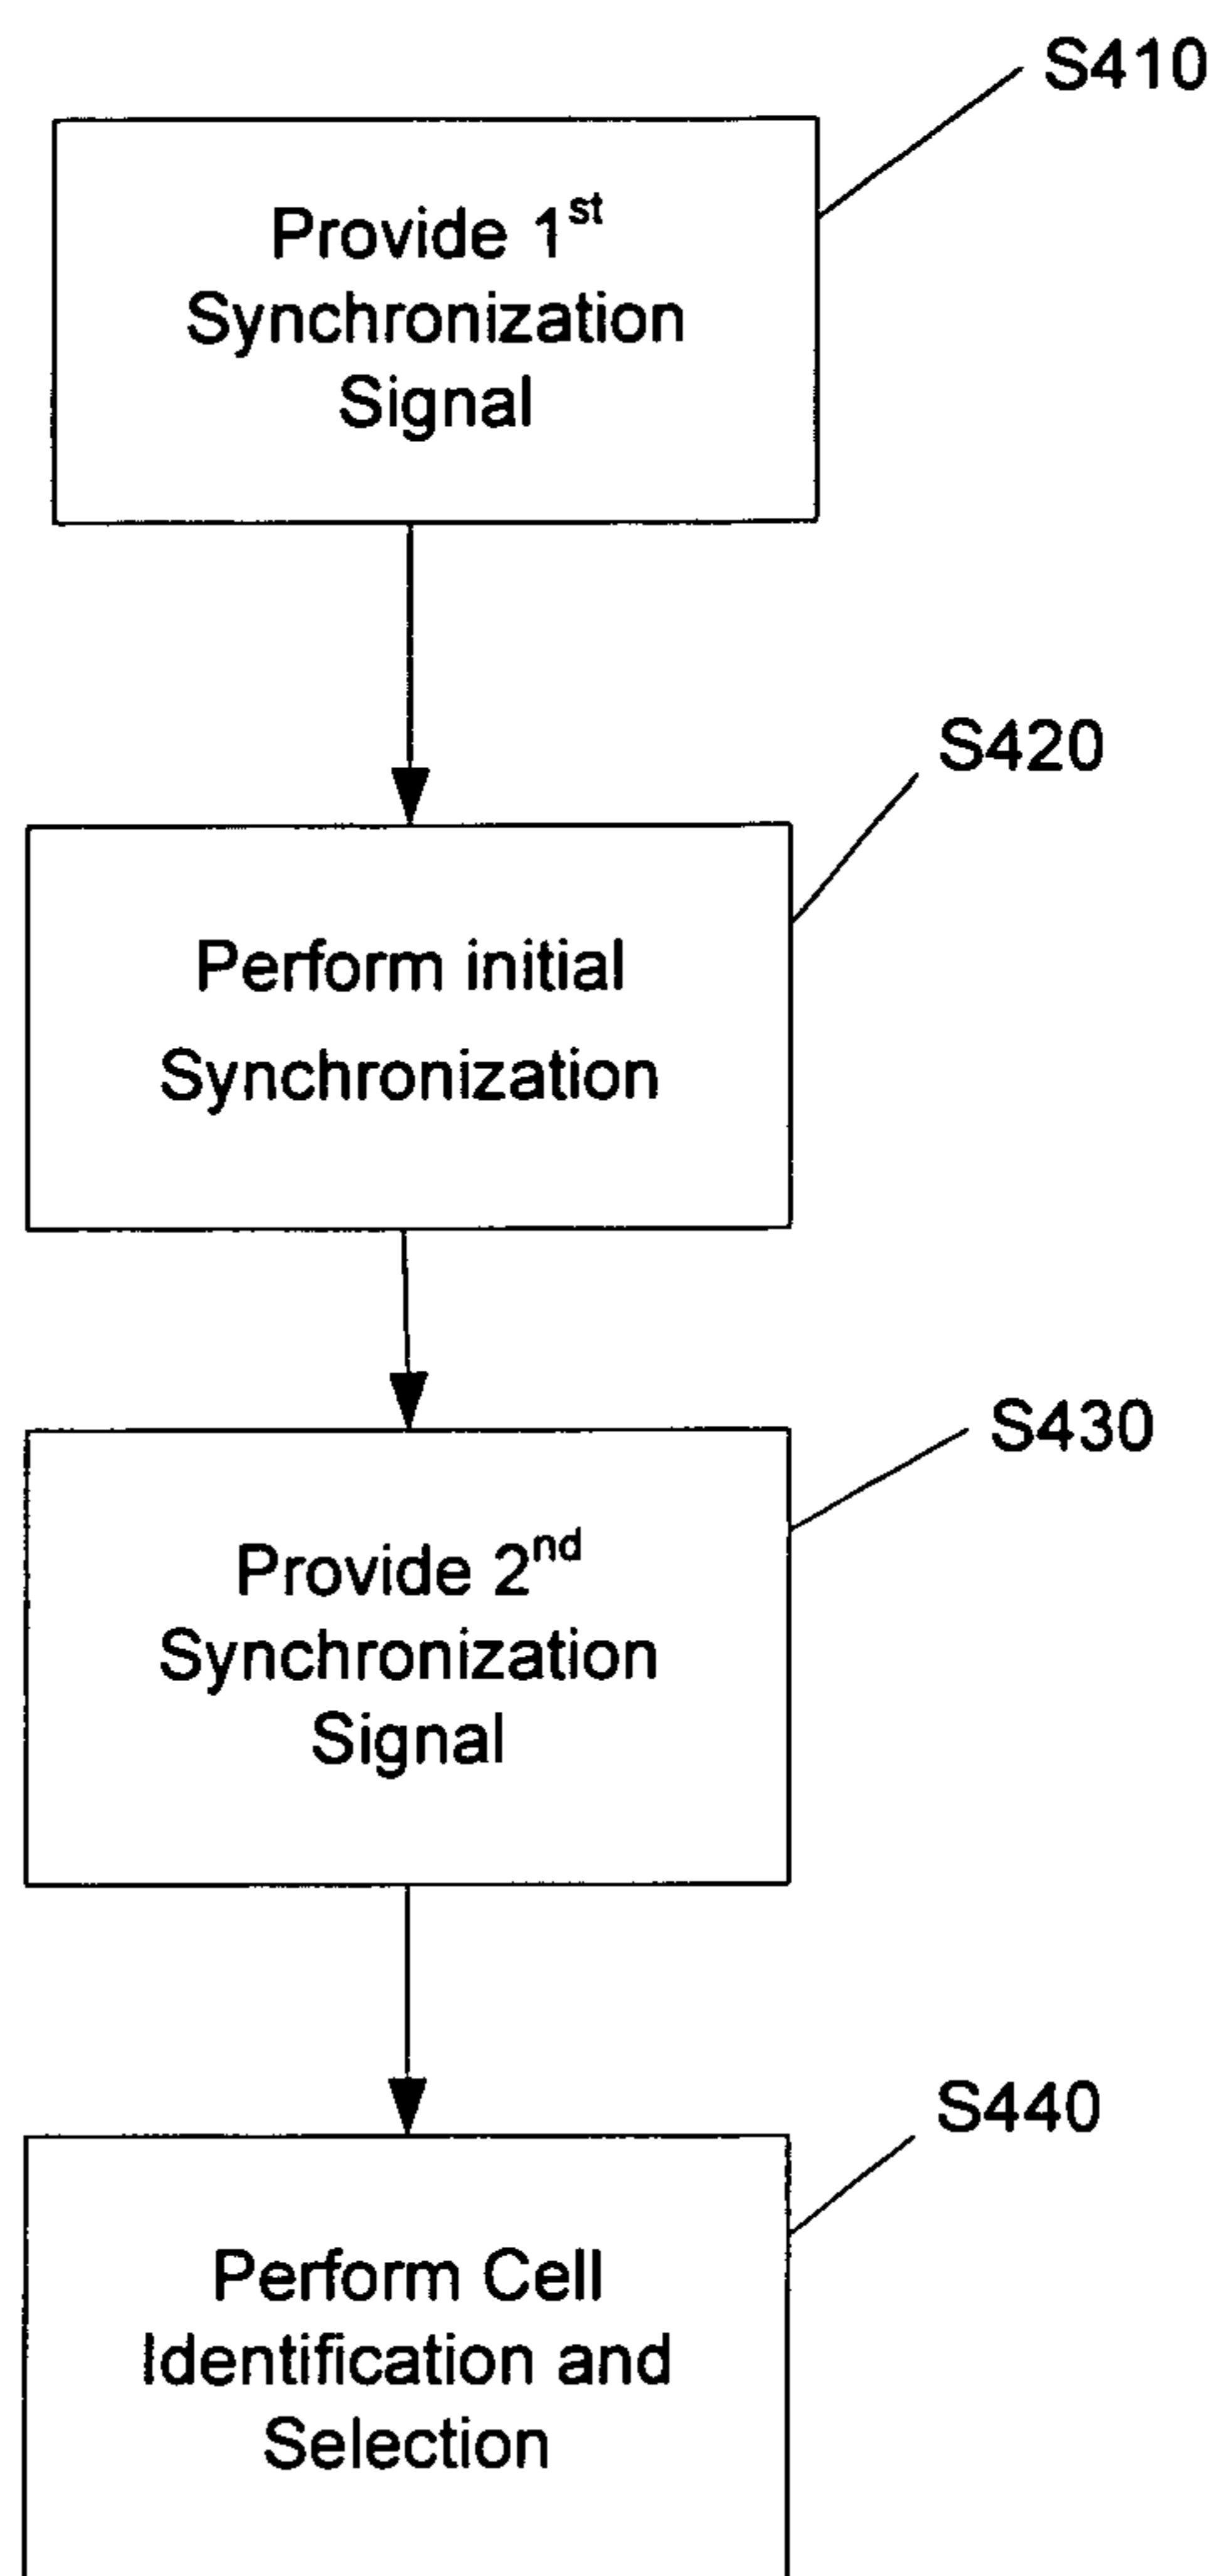 S410
Provide 1st
Synchronization
Signal
S420
Perform initial
Synchronization
S430
Provide 2nd
Synchronization
Signal
S440
Perform Cell
Identification and
Selection